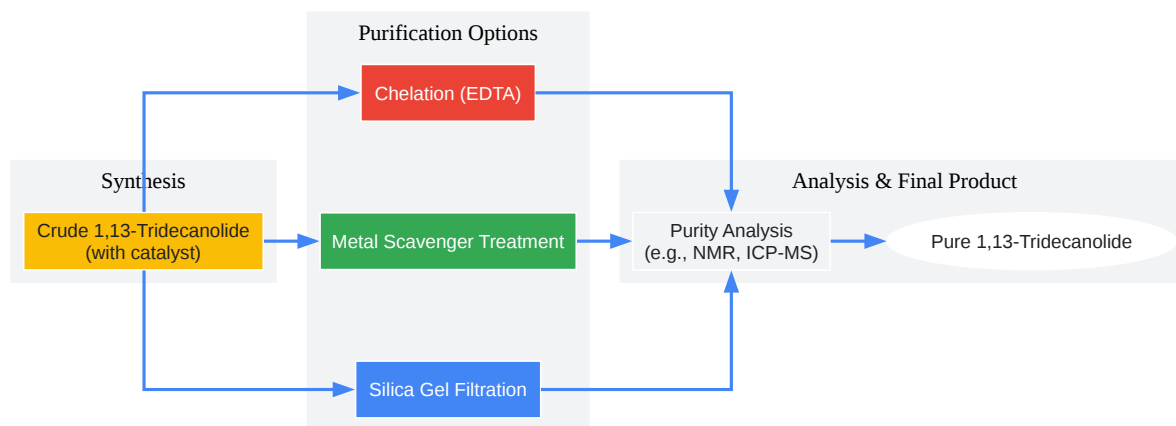 Purification Options
Chelation (EDTA)
Synthesis
Analysis & Final Product
Crude 1,13-Tridecanolide
(with catalyst)
Metal Scavenger Treatment
Purity Analysis
(e.g., NMR, ICP-MS)
Pure 1,13-Tridecanolide
Silica Gel Filtration